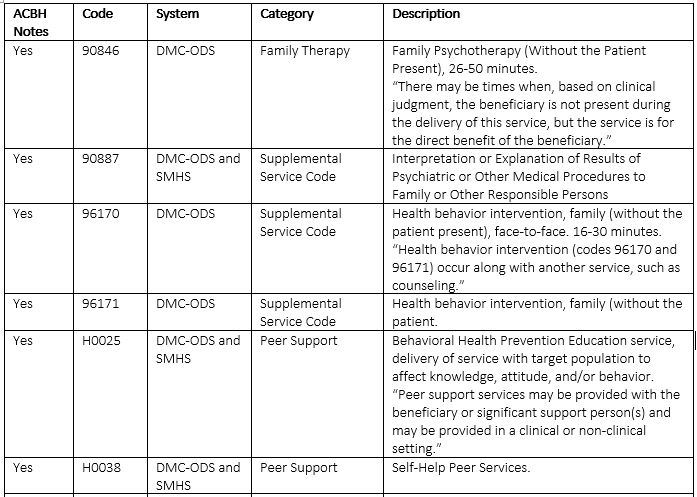 ACBH Notes | Code | System | Category | Description
Yes | 90846 | DMC-ODS | Family Therapy | Family Psychotherapy (Without the Patient
Present), 26-50 minutes.
“There may be times when, based on clinical
judgment, the beneficiary is not present during
the delivery of this service, but the service is for
the direct benefit of the beneficiary.”
Yes | 90887 | DMC-ODS and SMHS | Supplemental Service Code | Interpretation or Explanation of Results of
Psychiatric or Other Medical Procedures to
Family or Other Responsible Persons
Yes | 96170 | DMC-ODS | Supplemental Service Code | Health behavior intervention, family (without the
patient present), face-to-face. 16-30 minutes.
“Health behavior intervention (codes 96170 and
96171) occur along with another service, such as
counseling.”
Yes | 96171 | DMC-ODS | Supplemental Service Code | Health behavior intervention, family (without the
patient.
Yes | H0025 | DMC-ODS and SMHS | Peer Support | Behavioral Health Prevention Education service,
delivery of service with target population to
affect knowledge, attitude, and/or behavior.
“Peer support services may be provided with the
beneficiary or significant support person(s) and
may be provided in a clinical or non-clinical
setting.”
Yes | H0038 | DMC-ODS and SMHS | Peer Support | Self-Help Peer Services.